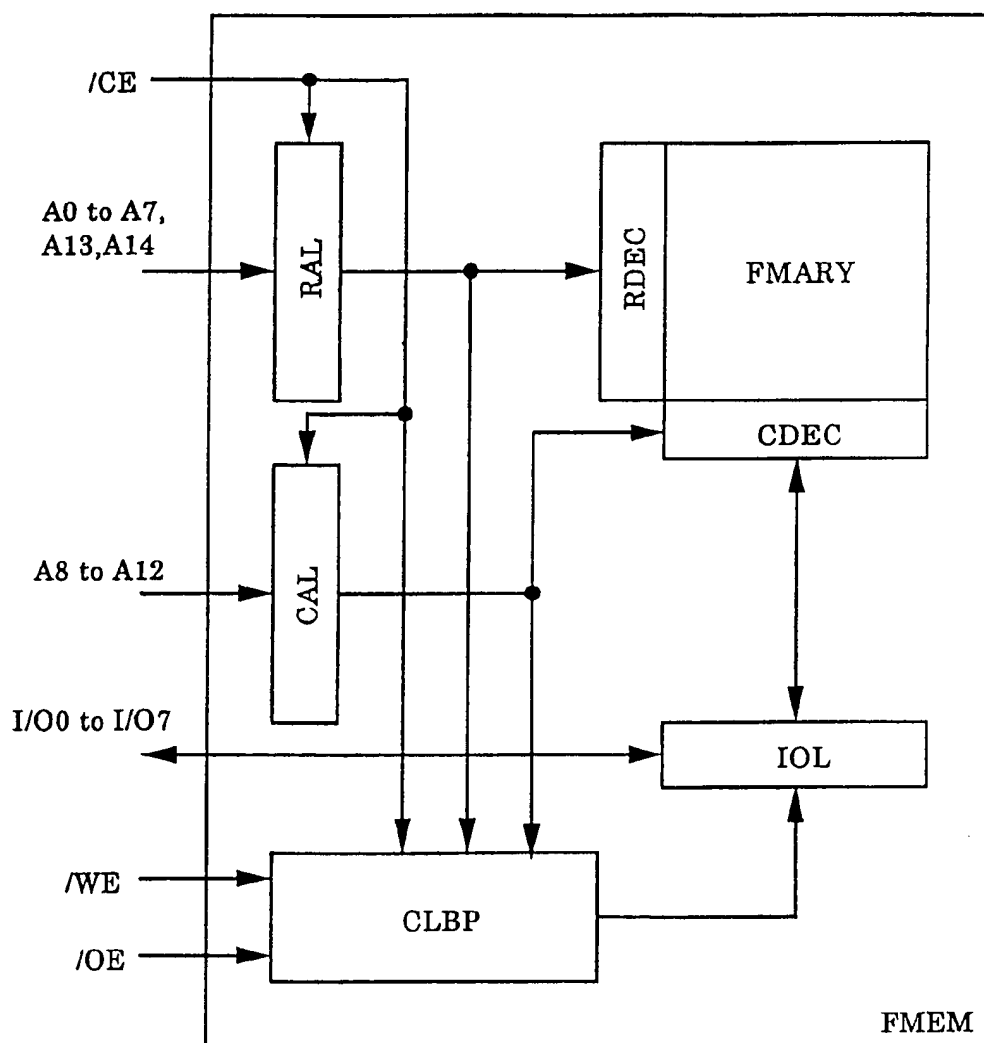 /CE
A0 to A7,
A13,A14
RAL
RDEC
FMARY
CDEC
A8 to A12
CAL
I/O0 to I/O7
IOL
/WE
CLBP
/OE
FMEM